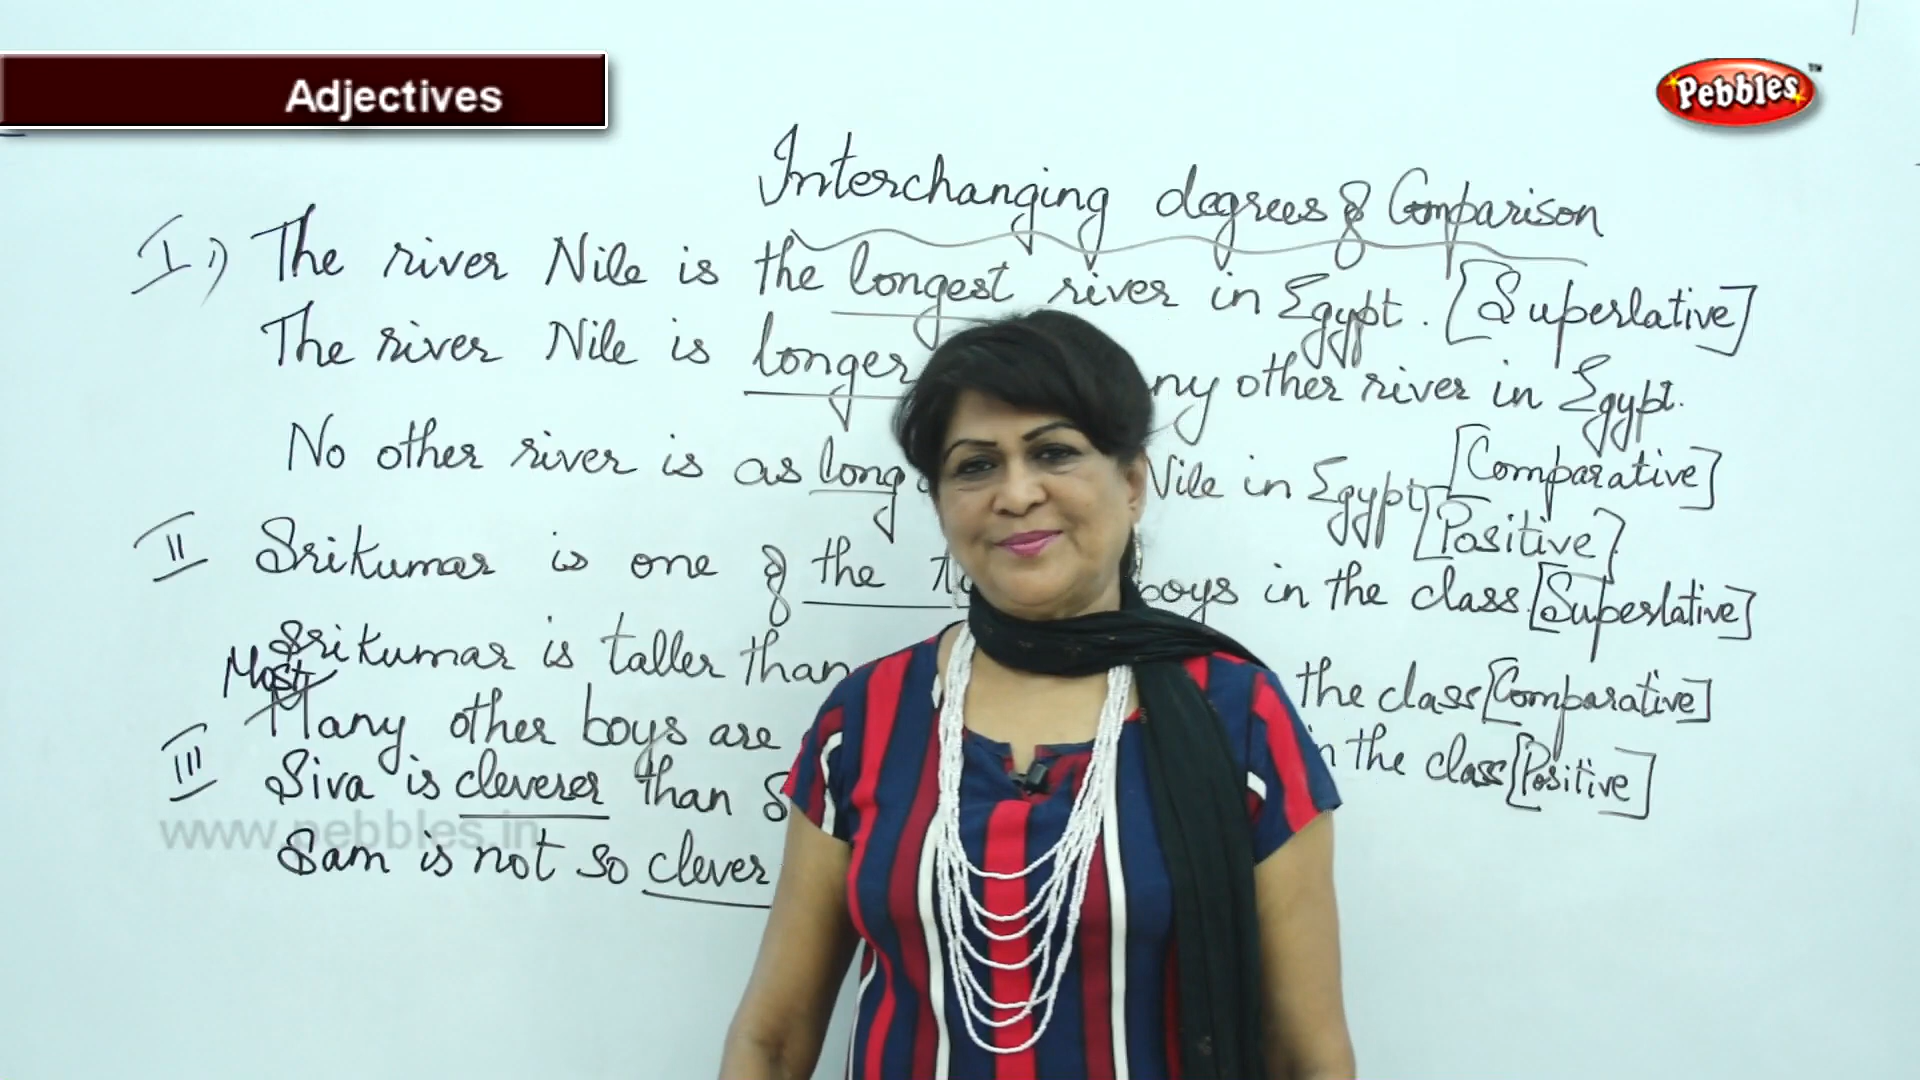 Adjectives
Pebbles™
Interchanging degrees of Comparison
I.) The river Nile is the longest river in Egypt. [Superlative]
The river Nile is longer ny other river in Egypt.
[Comparative]
No other river is as long Nile in Egypt
[Positive]
II Srikumar is one of the boys in the class [Superlative]
Srikumar is taller than the class [Comparative]
Most
Many other boys are in the class [Positive]
III Siva is cleverer than S
www.pebbles.in
Sam is not so clever